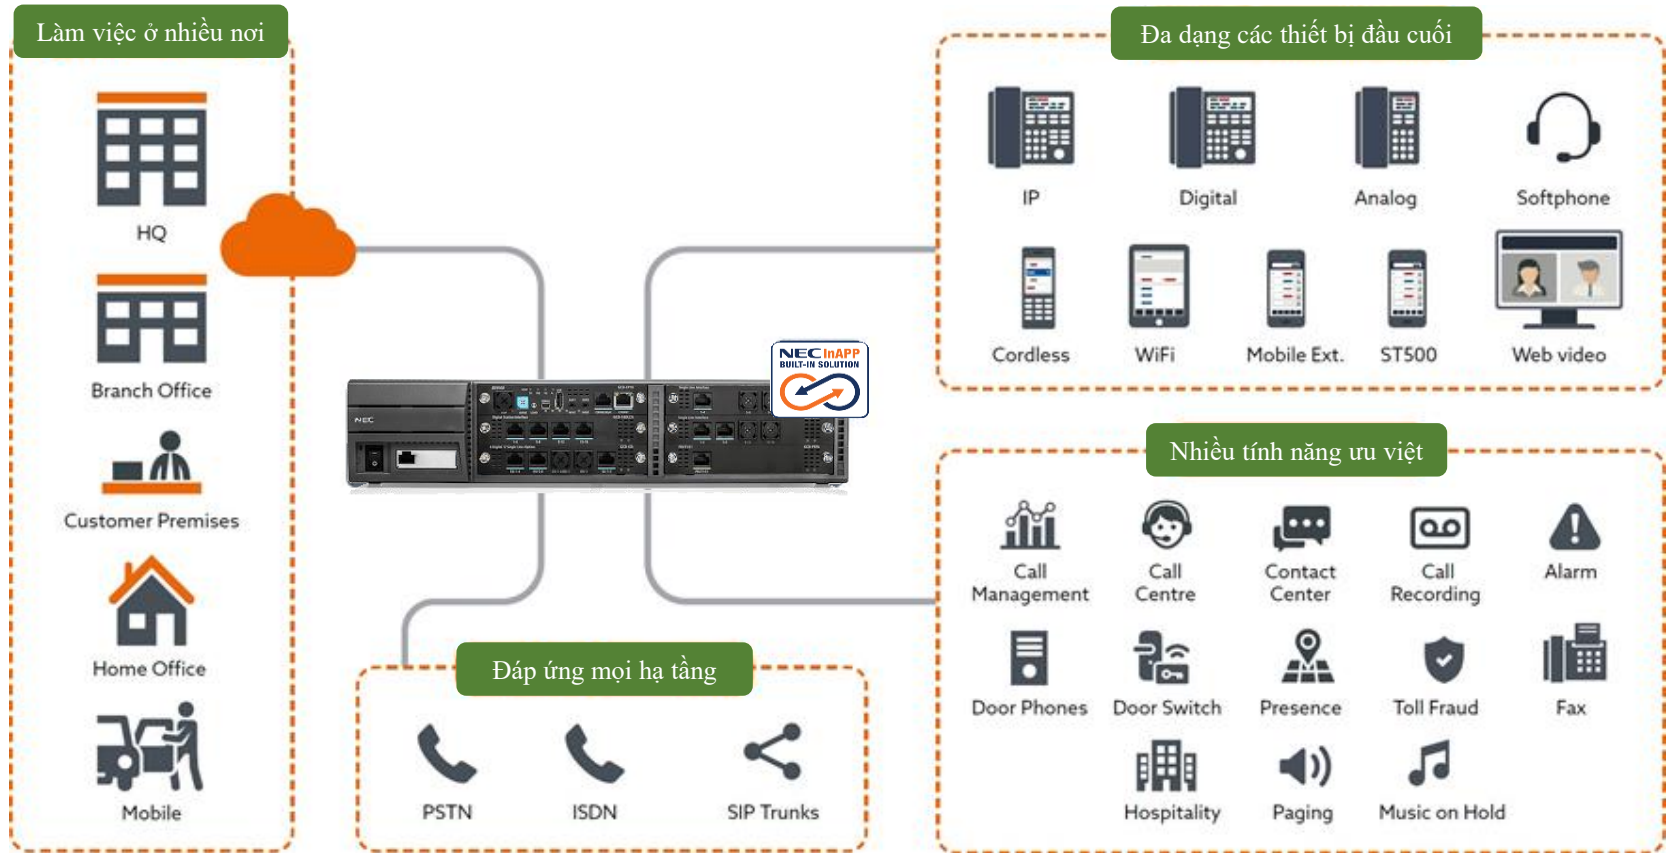 Làm việc ở nhiều nơi
HQ
Branch Office
Customer Premises
Home Office
Mobile
Đa dạng các thiết bị đầu cuối
IP
Digital
Analog
Softphone
Cordless
WiFi
Mobile Ext.
ST500
Web video
NEC InAPP
BUILT-IN SOLUTION
NEC
Đáp ứng mọi hạ tầng
PSTN
ISDN
SIP Trunks
Nhiều tính năng ưu việt
Call
Management
Call
Centre
Contact
Center
Call
Recording
Alarm
Door Phones
Door Switch
Presence
Toll Fraud
Fax
Hospitality
Paging
Music on Hold